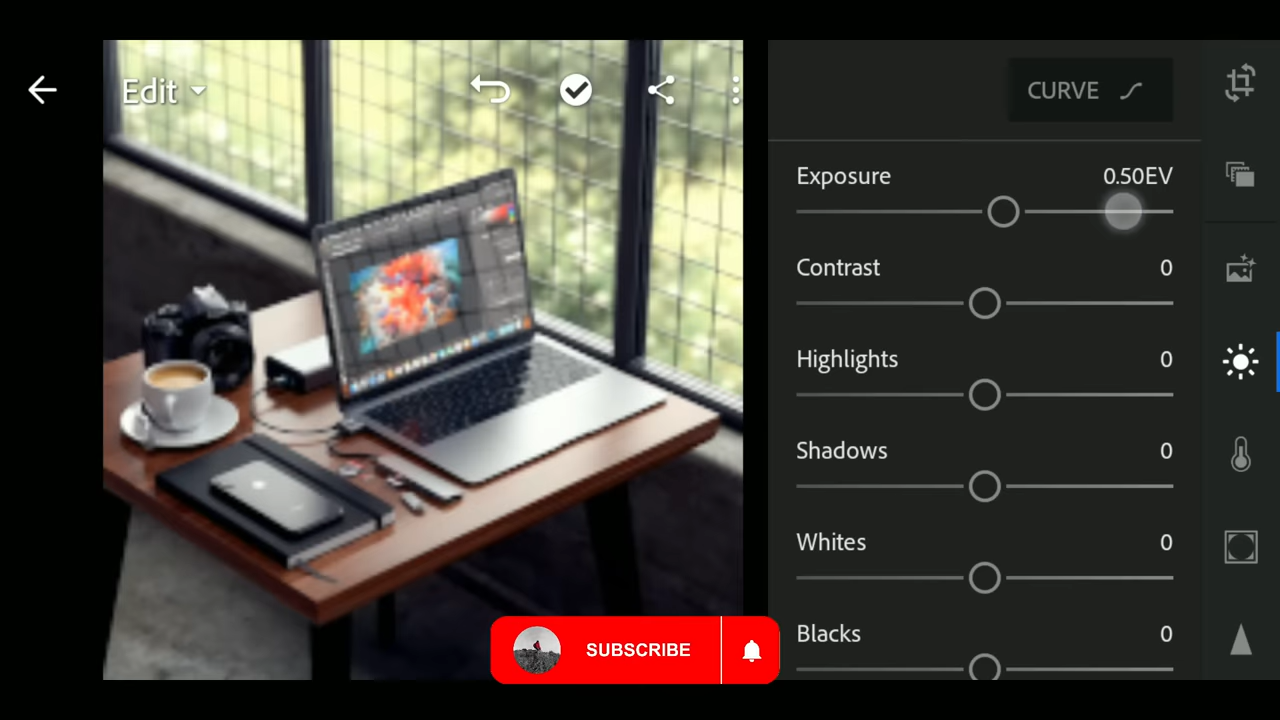 Edit
CURVE
Exposure 0.50EV
Contrast 0
Highlights 0
Shadows 0
Whites 0
Blacks 0
SUBSCRIBE